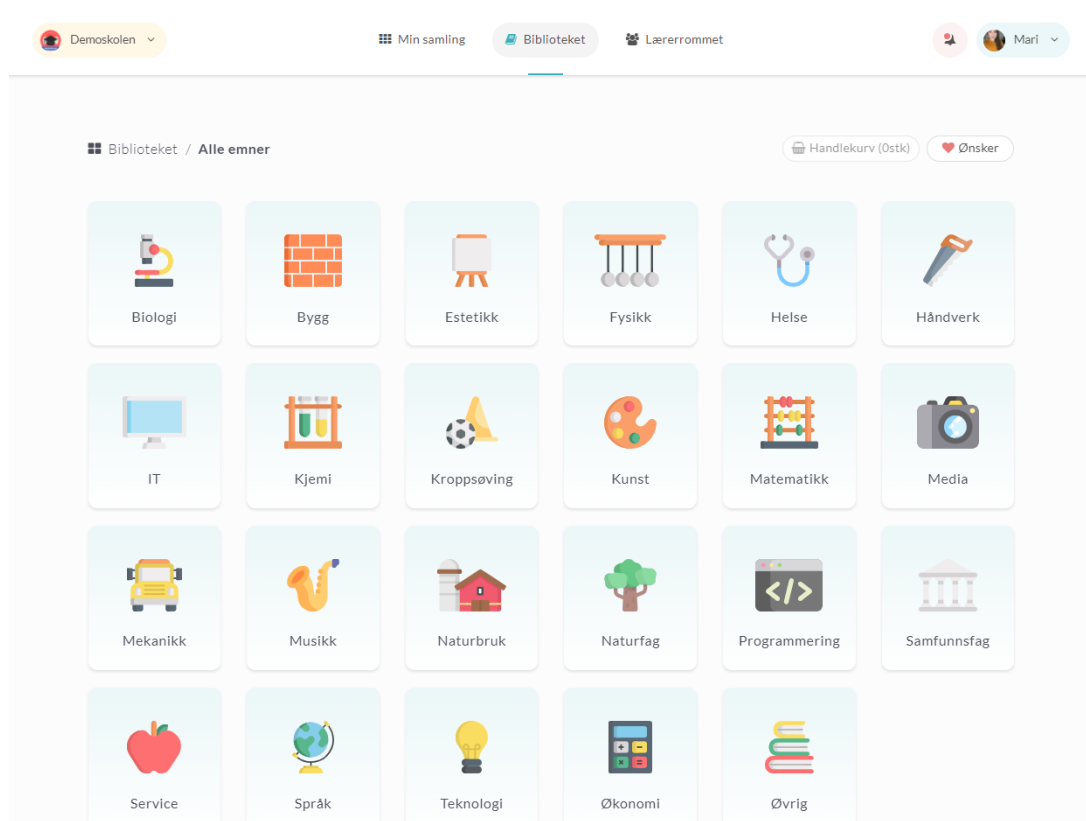 Demoskolen
Min samling
Biblioteket
Lærerrommet
Mari
Biblioteket / Alle emner
Handlekurv (0stk)
Ønsker
Biologi
Bygg
Estetikk
Fysikk
Helse
Håndverk
IT
Kjemi
Kroppsøving
Kunst
Matematikk
Media
Mekanikk
Musikk
Naturbruk
Naturfag
</>
Programmering
Samfunnsfag
Service
Språk
Teknologi
Økonomi
Øvrig